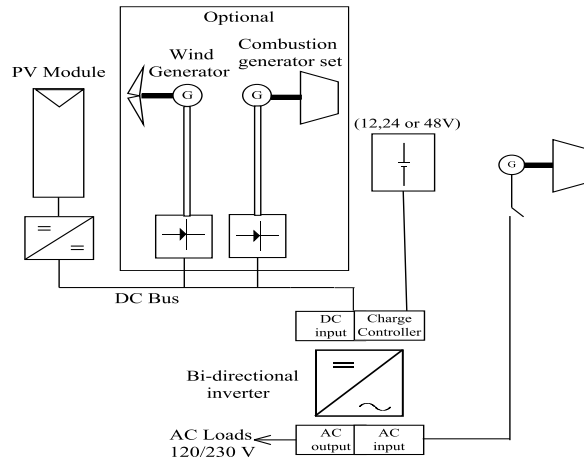 Optional
Wind
Generator
Combustion
generator set
PV Module
G
G
(12,24 or 48V)
G
DC Bus
DC
input
Charge
Controller
Bi-directional
inverter
AC Loads
120/230 V
AC
output
AC
input